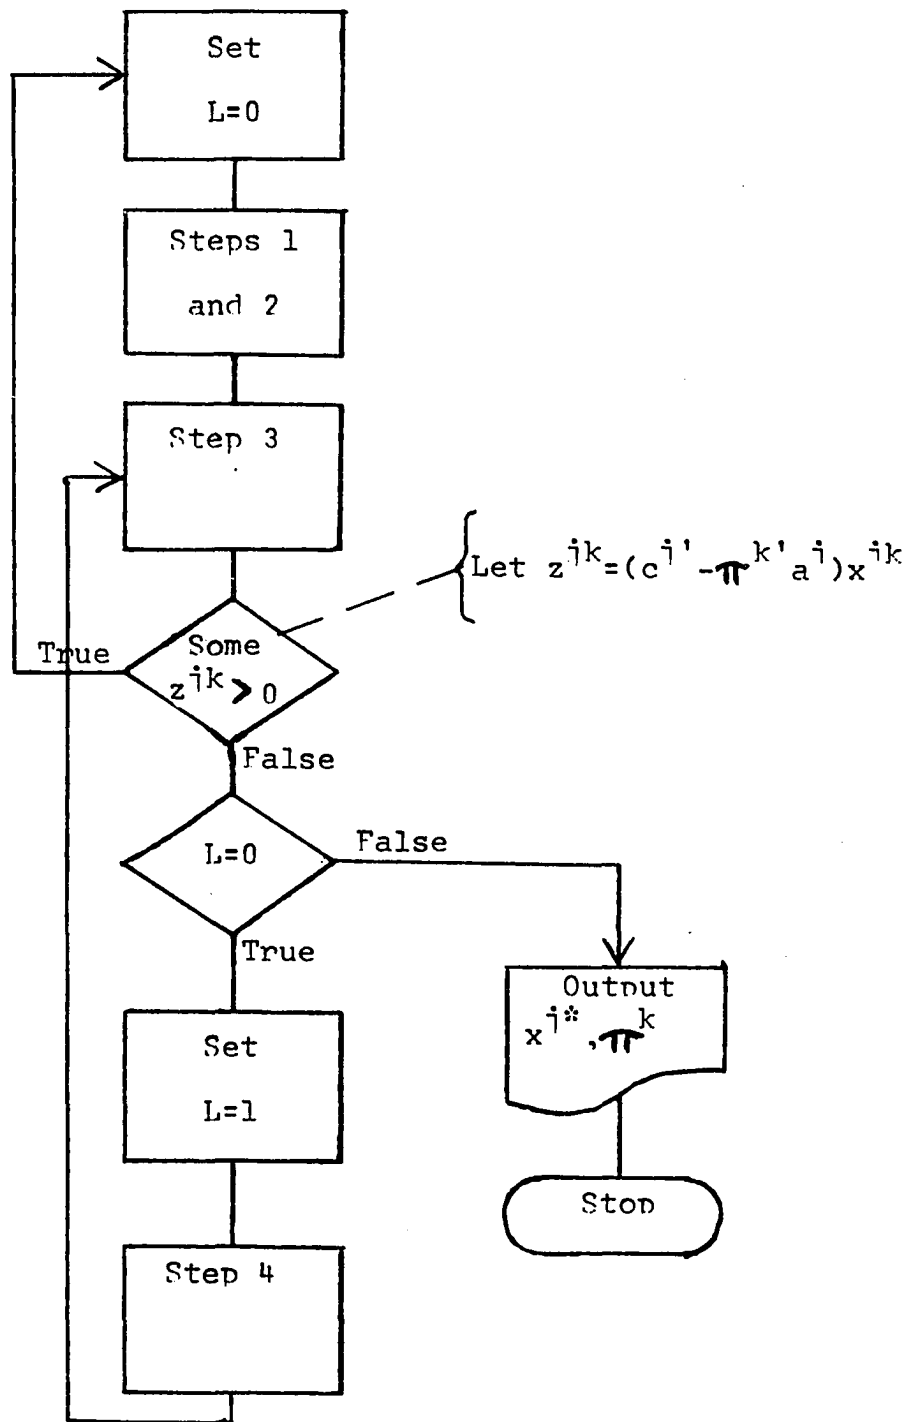 Set
L=0
Steps 1
and 2
Step 3
Let z^jk=(c^j'-π^k'a^j)x^jk
True
Some
z^jk > 0
False
L=0
False
True
Set
L=1
Output
x^j*,π^k
Stop
Step 4